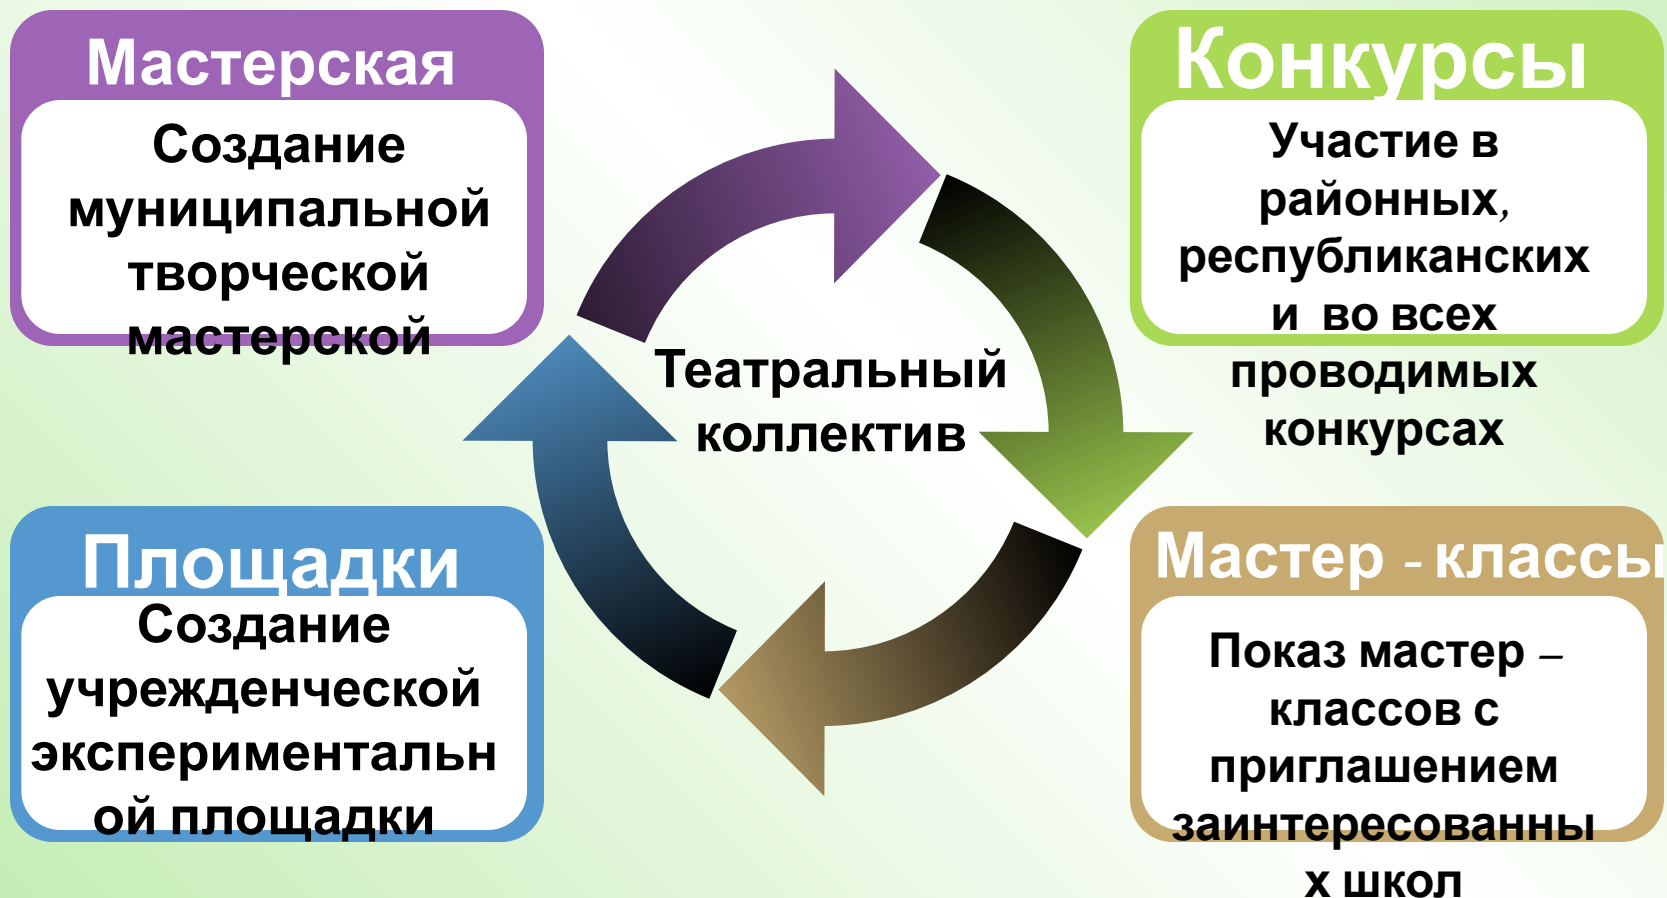 Мастерская
Создание
муниципальной
творческой
мастерской
Конкурсы
Участие в
районных,
республиканских
и во всех
проводимых
конкурсах
Театральный
коллектив
Площадки
Создание
учрежденческой
экспериментальн
ой площадки
Мастер - классы
Показ мастер –
классов с
приглашением
заинтересованны
х школ